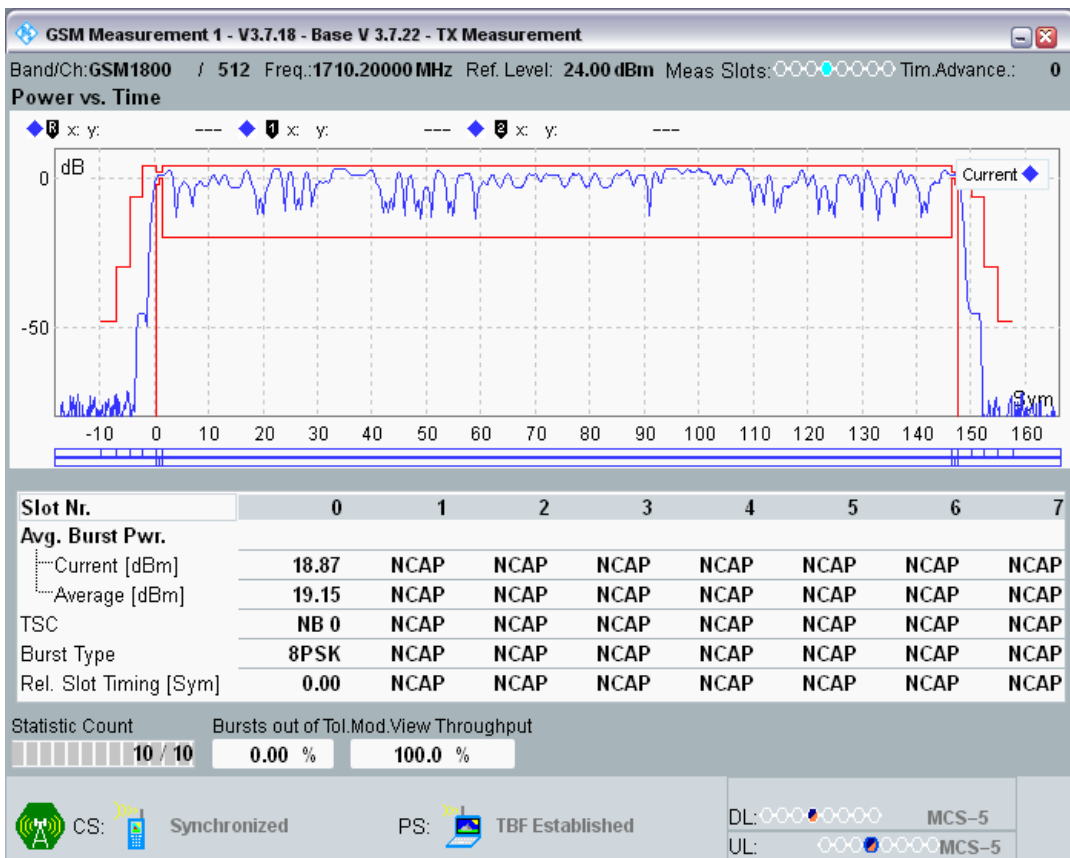 GSM Measurement 1 - V3.7.18 - Base V 3.7.22 - TX Measurement
Band/Ch:GSM1800 / 512 Freq.:1710.20000 MHz Ref. Level: 24.00 dBm Meas Slots: Tim.Advance.: 0
Power vs. Time
R x: y: --- 1 x: y: --- 2 x: y: ---
dB
Current
0
-50
Sym
-10 0 10 20 30 40 50 60 70 80 90 100 110 120 130 140 150 160
Slot Nr. 0 1 2 3 4 5 6 7
Avg. Burst Pwr.
Current [dBm] 18.87 NCAP NCAP NCAP NCAP NCAP NCAP NCAP
Average [dBm] 19.15 NCAP NCAP NCAP NCAP NCAP NCAP NCAP
TSC NB 0 NCAP NCAP NCAP NCAP NCAP NCAP NCAP
Burst Type 8PSK NCAP NCAP NCAP NCAP NCAP NCAP NCAP
Rel. Slot Timing [Sym] 0.00 NCAP NCAP NCAP NCAP NCAP NCAP NCAP
Statistic Count Bursts out of Tol.Mod.View Throughput
10 / 10 0.00 % 100.0 %
CS: Synchronized PS: TBF Established DL: MCS-5
UL: MCS-5